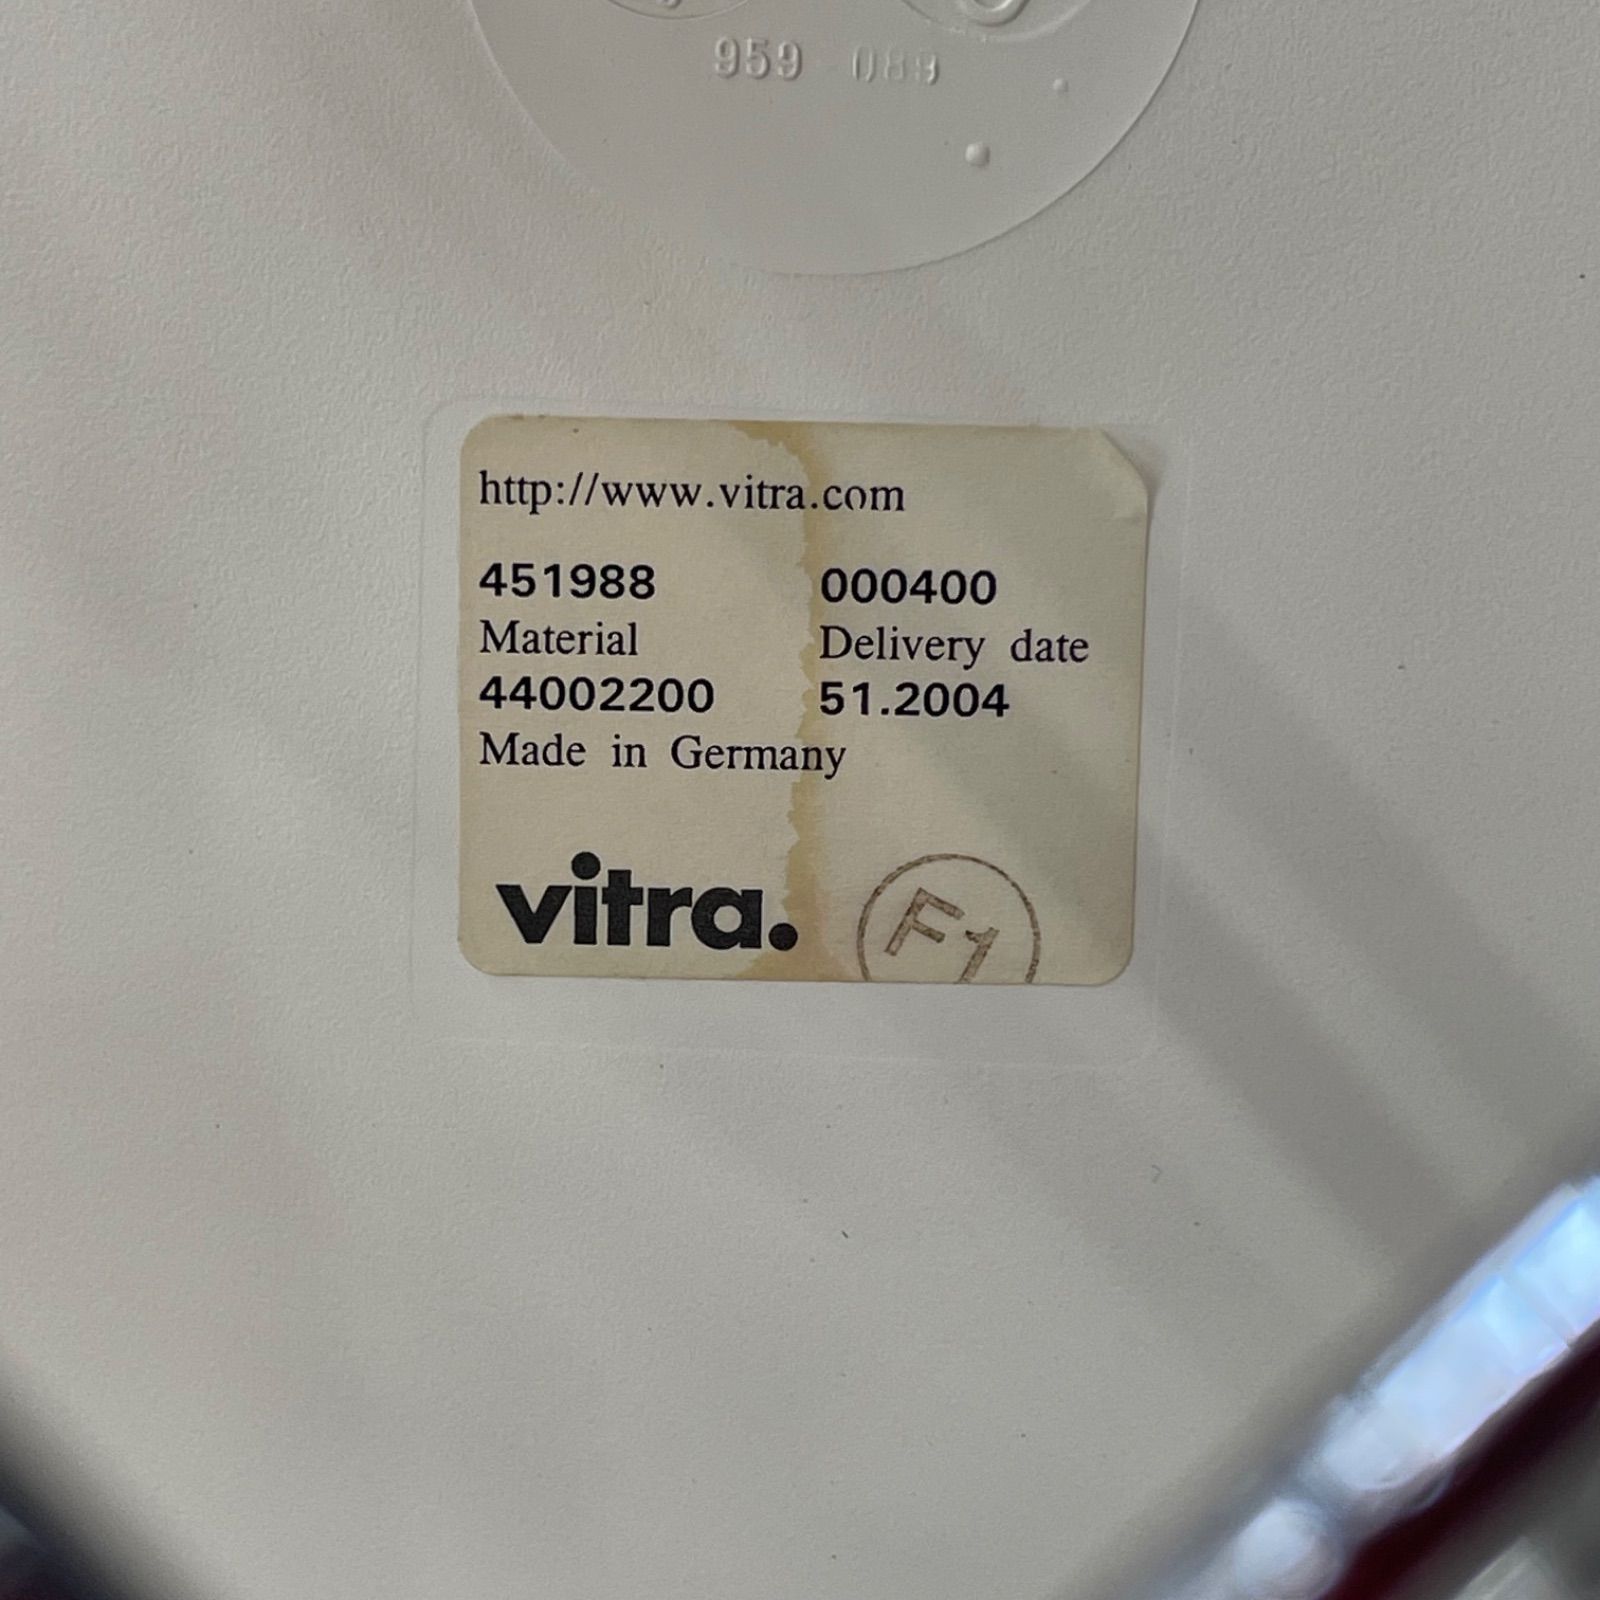 959 089
http://www.vitra.com
451988 000400
Material Delivery date
44002200 51.2004
Made in Germany
vitra.
F1